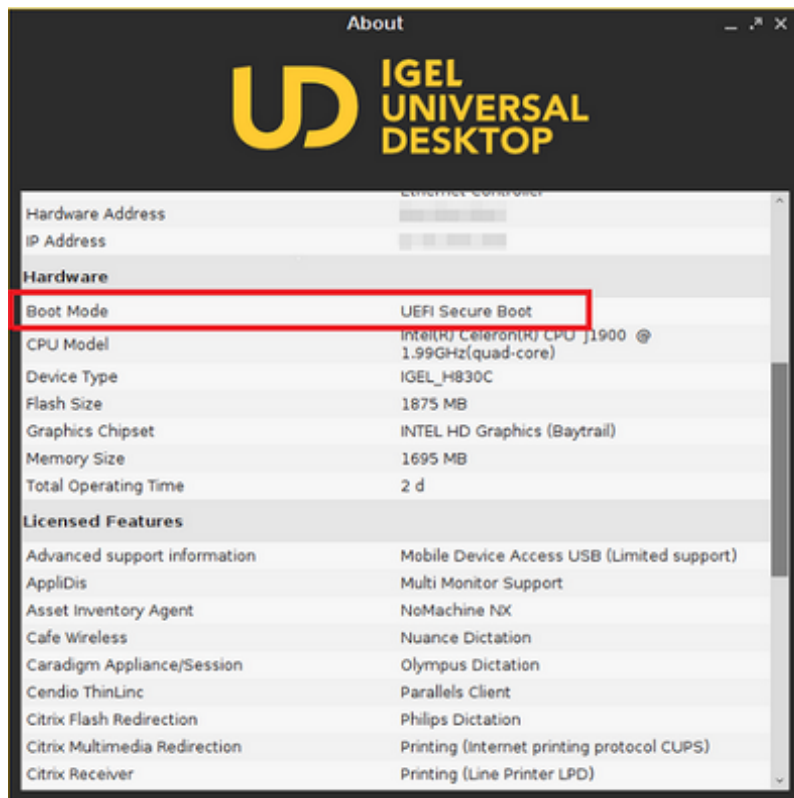 About
UD IGEL
UNIVERSAL
DESKTOP
Ethernet Controller
Hardware Address
IP Address
Hardware
Boot Mode UEFI Secure Boot
CPU Model Intel(R) Celeron(R) CPU J1900 @
1.99GHz(quad-core)
Device Type IGEL_H830C
Flash Size 1875 MB
Graphics Chipset INTEL HD Graphics (Baytrail)
Memory Size 1695 MB
Total Operating Time 2 d
Licensed Features
Advanced support information Mobile Device Access USB (Limited support)
AppliDis Multi Monitor Support
Asset Inventory Agent NoMachine NX
Cafe Wireless Nuance Dictation
Caradigm Appliance/Session Olympus Dictation
Cendio ThinLinc Parallels Client
Citrix Flash Redirection Philips Dictation
Citrix Multimedia Redirection Printing (Internet printing protocol CUPS)
Citrix Receiver Printing (Line Printer LPD)